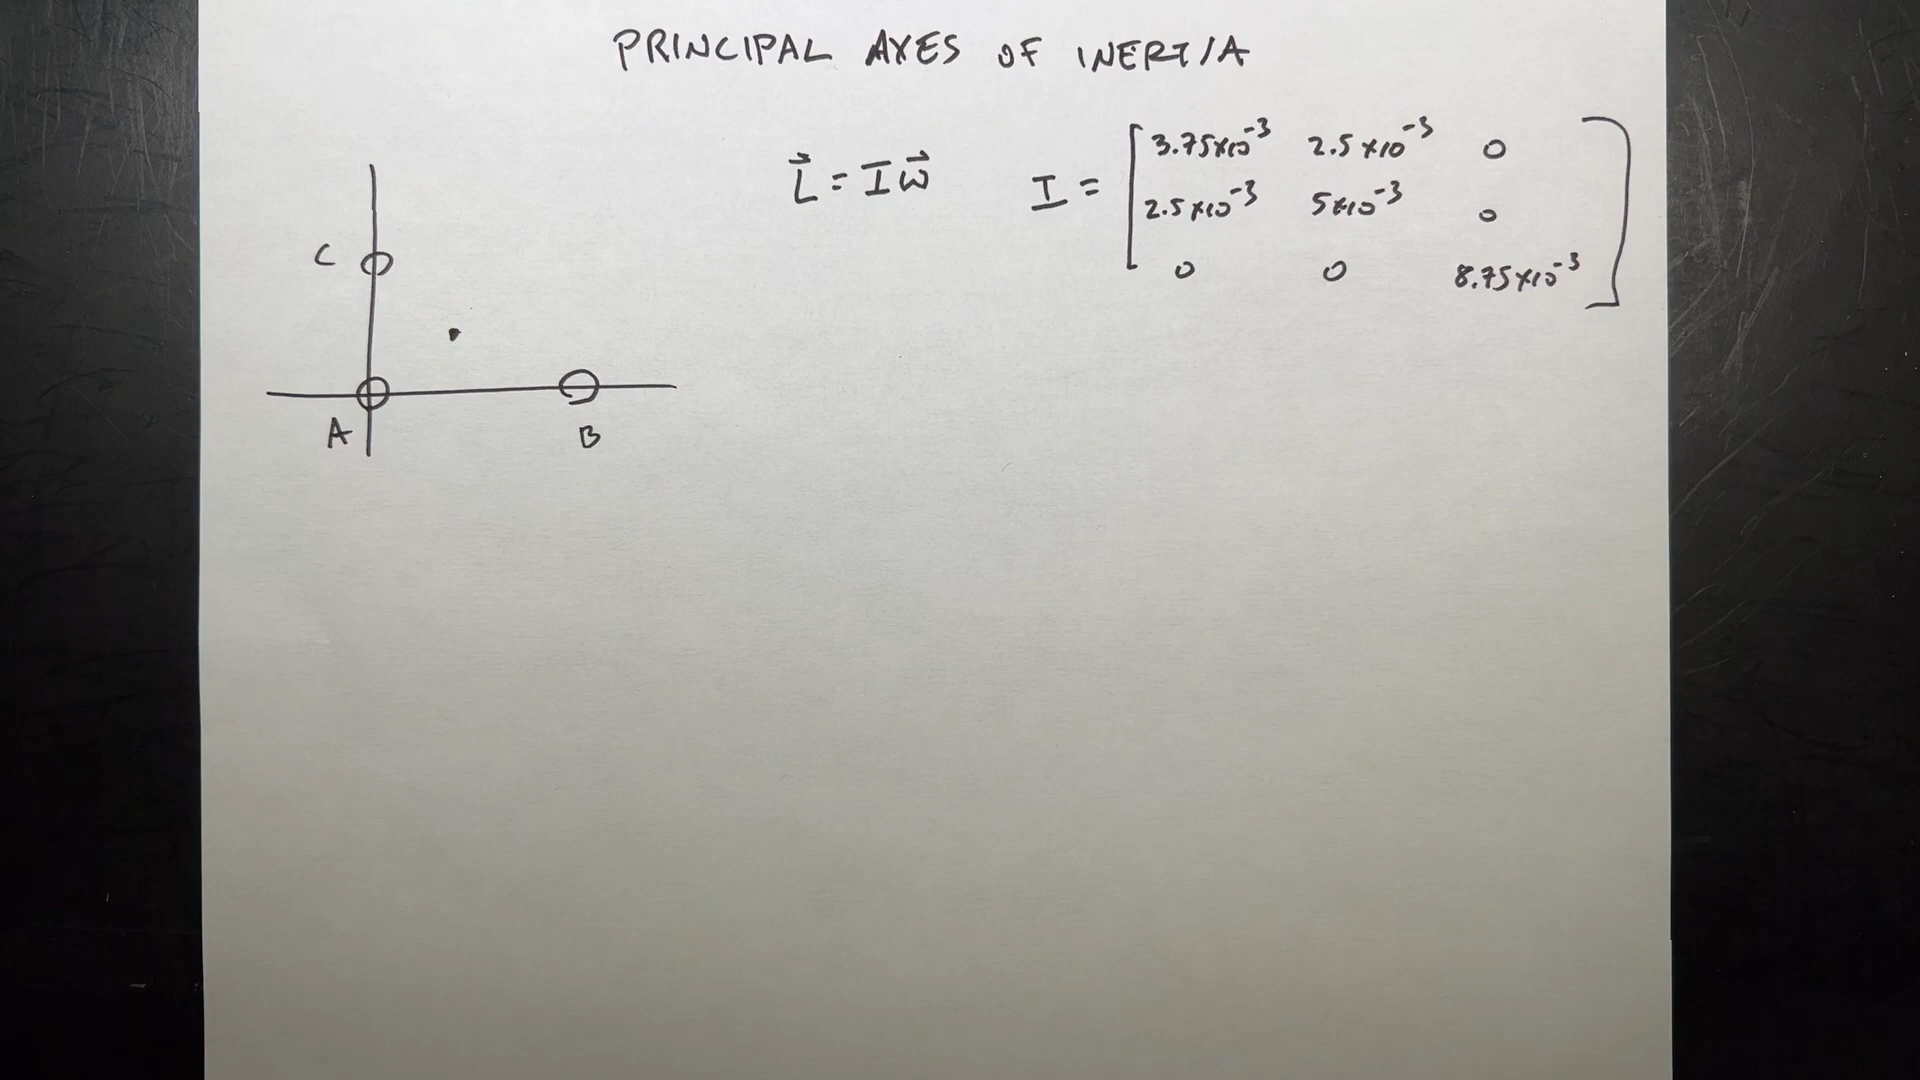 PRINCIPAL AXES OF INERTIA
L⃗ = Iω⃗
I = [3.75×10⁻³ 2.5×10⁻³ 0
2.5×10⁻³ 5×10⁻³ 0
0 0 8.75×10⁻³]
C
A
B